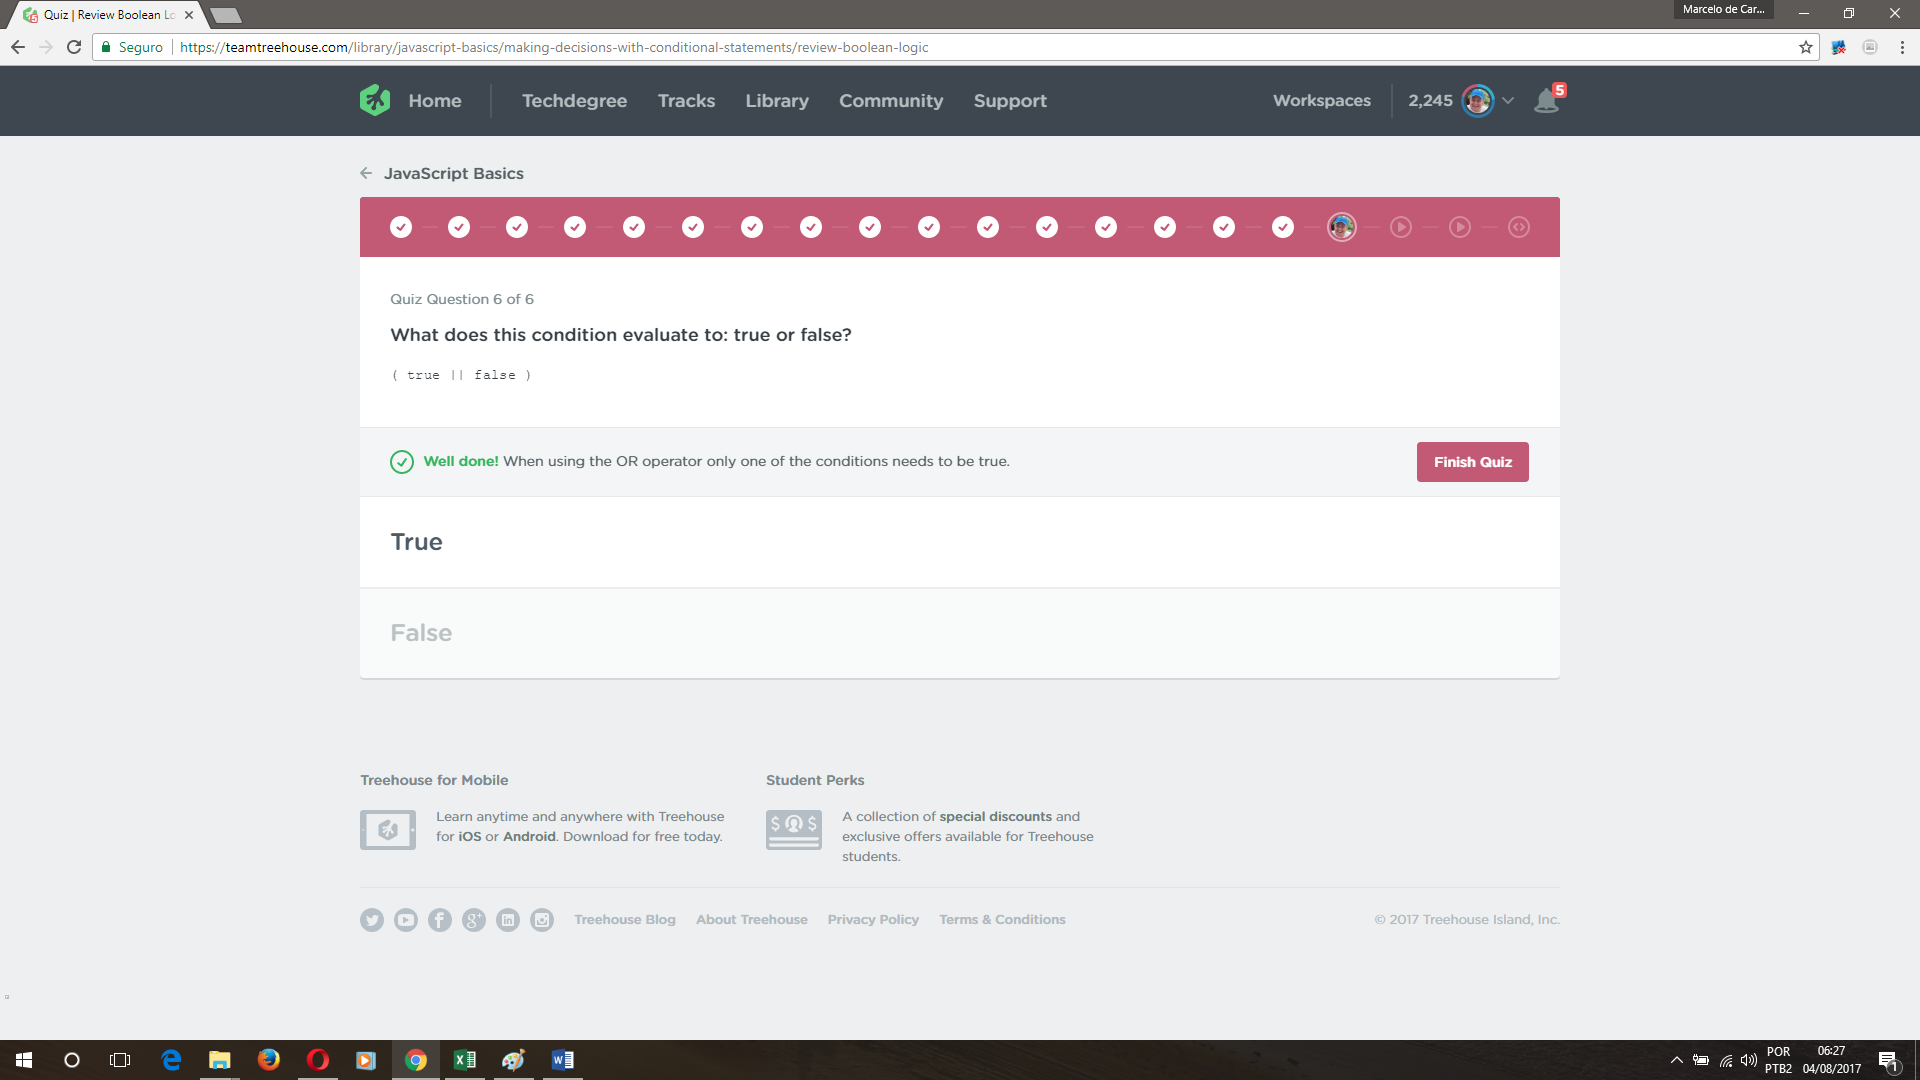 Quiz | Review Boolean Lo
Marcelo de Car...
Seguro
https://teamtreehouse.com/library/javascript-basics/making-decisions-with-conditional-statements/review-boolean-logic
Home
Techdegree
Tracks
Library
Community
Support
Workspaces
2,245
5
JavaScript Basics
Quiz Question 6 of 6
What does this condition evaluate to: true or false?
( true || false )
Well done! When using the OR operator only one of the conditions needs to be true.
Finish Quiz
True
False
Treehouse for Mobile
Learn anytime and anywhere with Treehouse
for iOS or Android. Download for free today.
Student Perks
A collection of special discounts and
exclusive offers available for Treehouse
students.
Treehouse Blog
About Treehouse
Privacy Policy
Terms & Conditions
© 2017 Treehouse Island, Inc.
POR
PTB2
06:27
04/08/2017
1